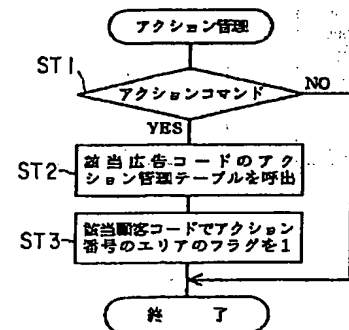 アクション管理
ST1
アクションコマンド
NO
YES
ST2
該当広告コードのアク
ション管理テーブルを呼出
ST3
該当顧客コードでアクション
番号のエリアのフラグを1
終 了